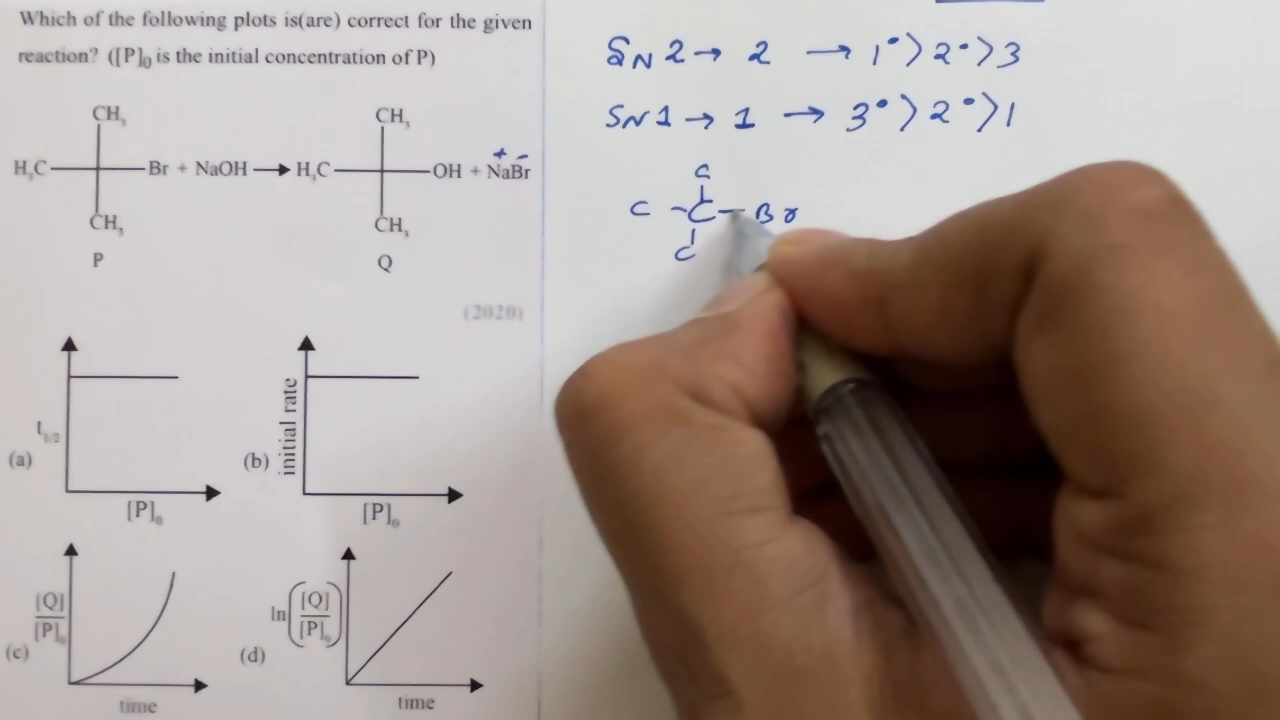 Which of the following plots is(are) correct for the given
reaction? ([P]₀ is the initial concentration of P)
CH₃
H₃C Br + NaOH → H₃C
CH₃
P
CH₃
OH + NaBr
+ -
CH₃
Q
(2020)
t₁/₂
(a)
[P]₀
initial rate
(b)
[P]₀
[Q]
[P]₀
(c)
time
ln([Q]
[P]₀)
(d)
time
SN2 → 2 → 1° > 2° > 3
SN1 → 1 → 3° > 2° > 1
C
C - C - Br
C